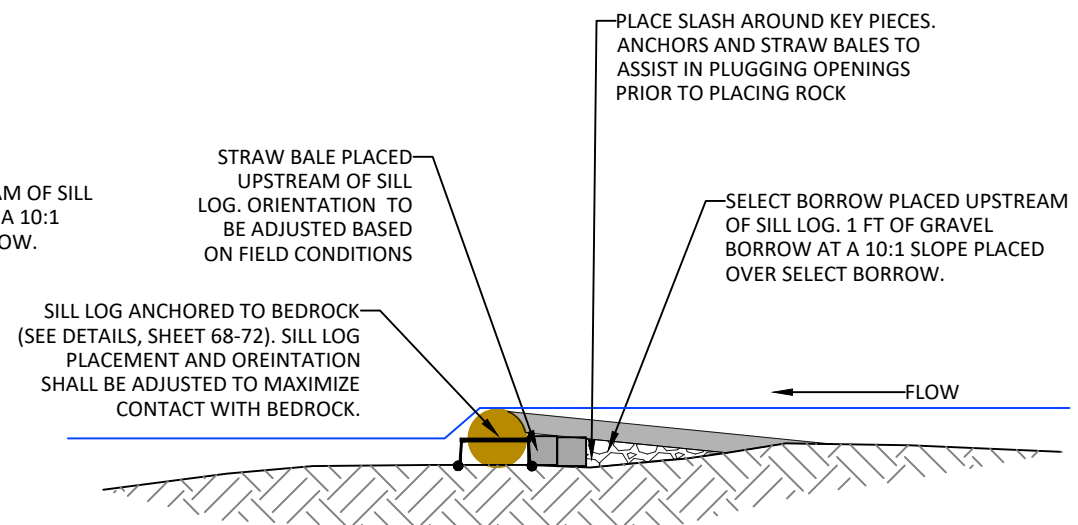 PLACE SLASH AROUND KEY PIECES.
ANCHORS AND STRAW BALES TO
ASSIST IN PLUGGING OPENINGS
PRIOR TO PLACING ROCK
STRAW BALE PLACED
UPSTREAM OF SILL
LOG. ORIENTATION TO
BE ADJUSTED BASED
ON FIELD CONDITIONS
AM OF SILL
A 10:1
OW.
SELECT BORROW PLACED UPSTREAM
OF SILL LOG. 1 FT OF GRAVEL
BORROW AT A 10:1 SLOPE PLACED
OVER SELECT BORROW.
SILL LOG ANCHORED TO BEDROCK
(SEE DETAILS, SHEET 68-72). SILL LOG
PLACEMENT AND OREINTATION
SHALL BE ADJUSTED TO MAXIMIZE
CONTACT WITH BEDROCK.
FLOW